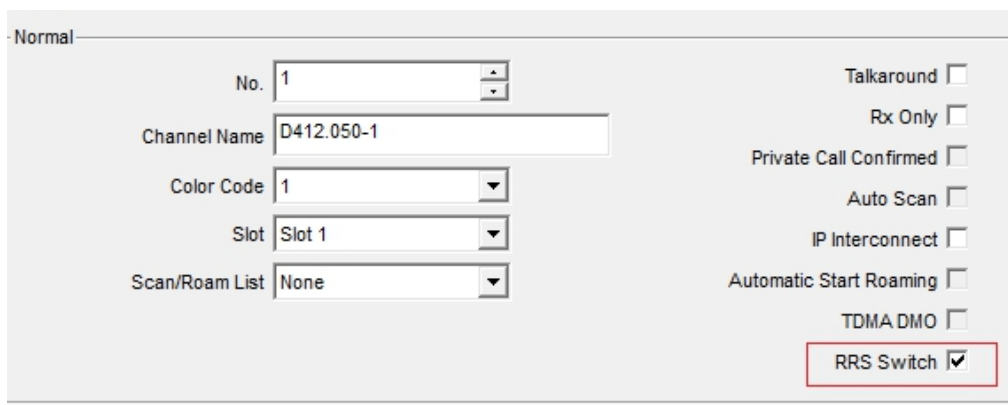 Normal
No. 1
Channel Name D412.050-1
Color Code 1
Slot Slot 1
Scan/Roam List None
Talkaround
Rx Only
Private Call Confirmed
Auto Scan
IP Interconnect
Automatic Start Roaming
TDMA DMO
RRS Switch